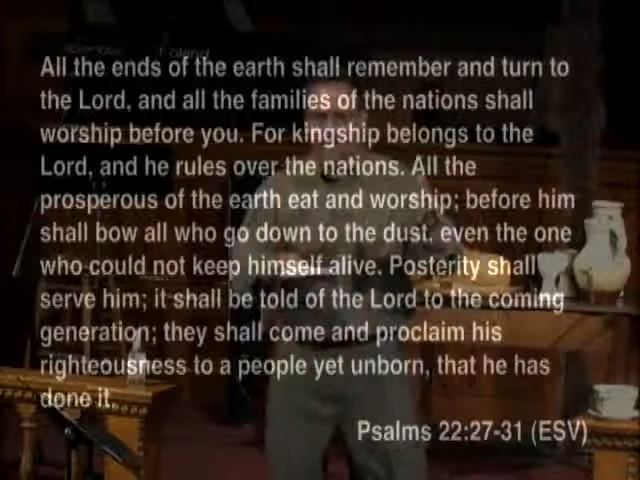 All the ends of the earth shall remember and turn to
the Lord, and all the families of the nations shall
worship before you. For kingship belongs to the
Lord, and he rules over the nations. All the
prosperous of the earth eat and worship; before him
shall bow all who go down to the dust, even the one
who could not keep himself alive. Posterity shall
serve him; it shall be told of the Lord to the coming
generation; they shall come and proclaim his
righteousness to a people yet unborn, that he has
done it.
Psalms 22:27-31 (ESV)